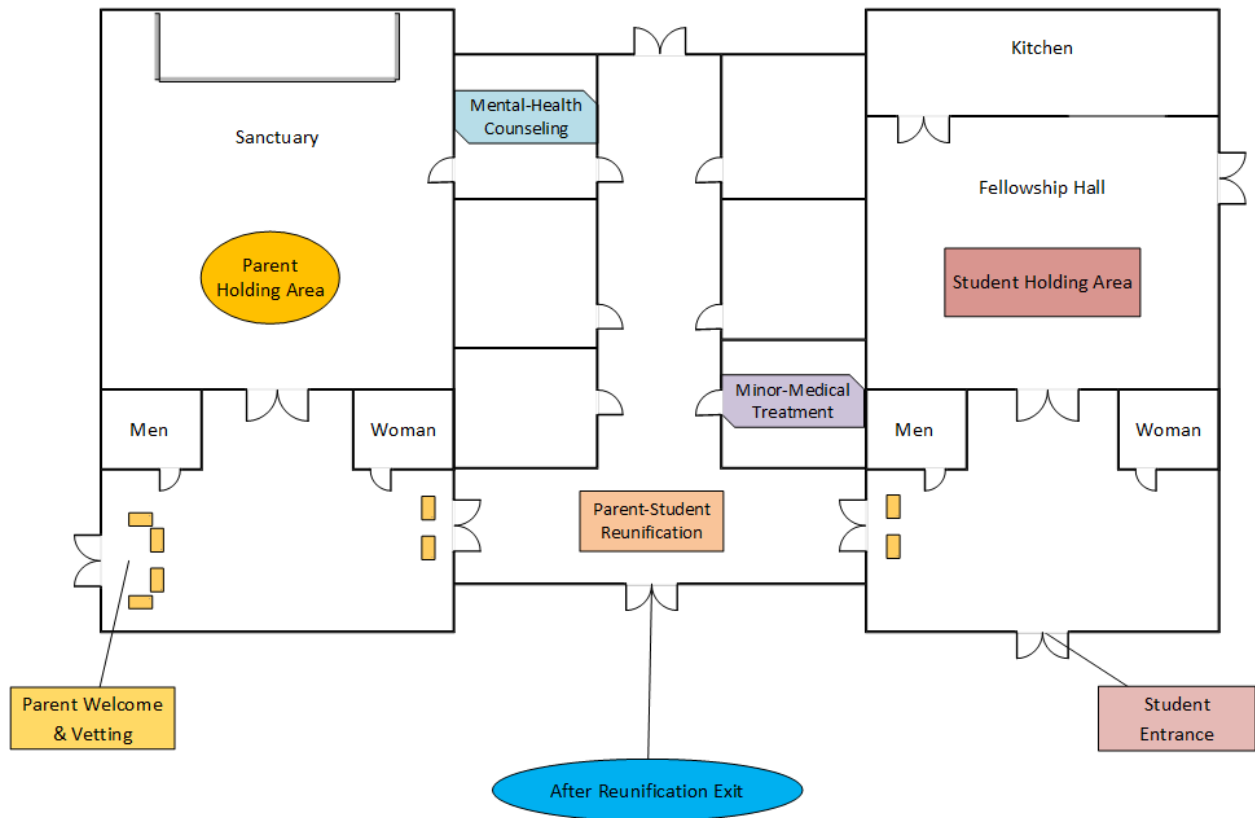 Kitchen
Mental-Health
Counseling
Sanctuary
Fellowship Hall
Parent
Holding Area
Student Holding Area
Minor-Medical
Treatment
Men
Woman
Men
Woman
Parent-Student
Reunification
Parent Welcome
& Vetting
Student
Entrance
After Reunification Exit